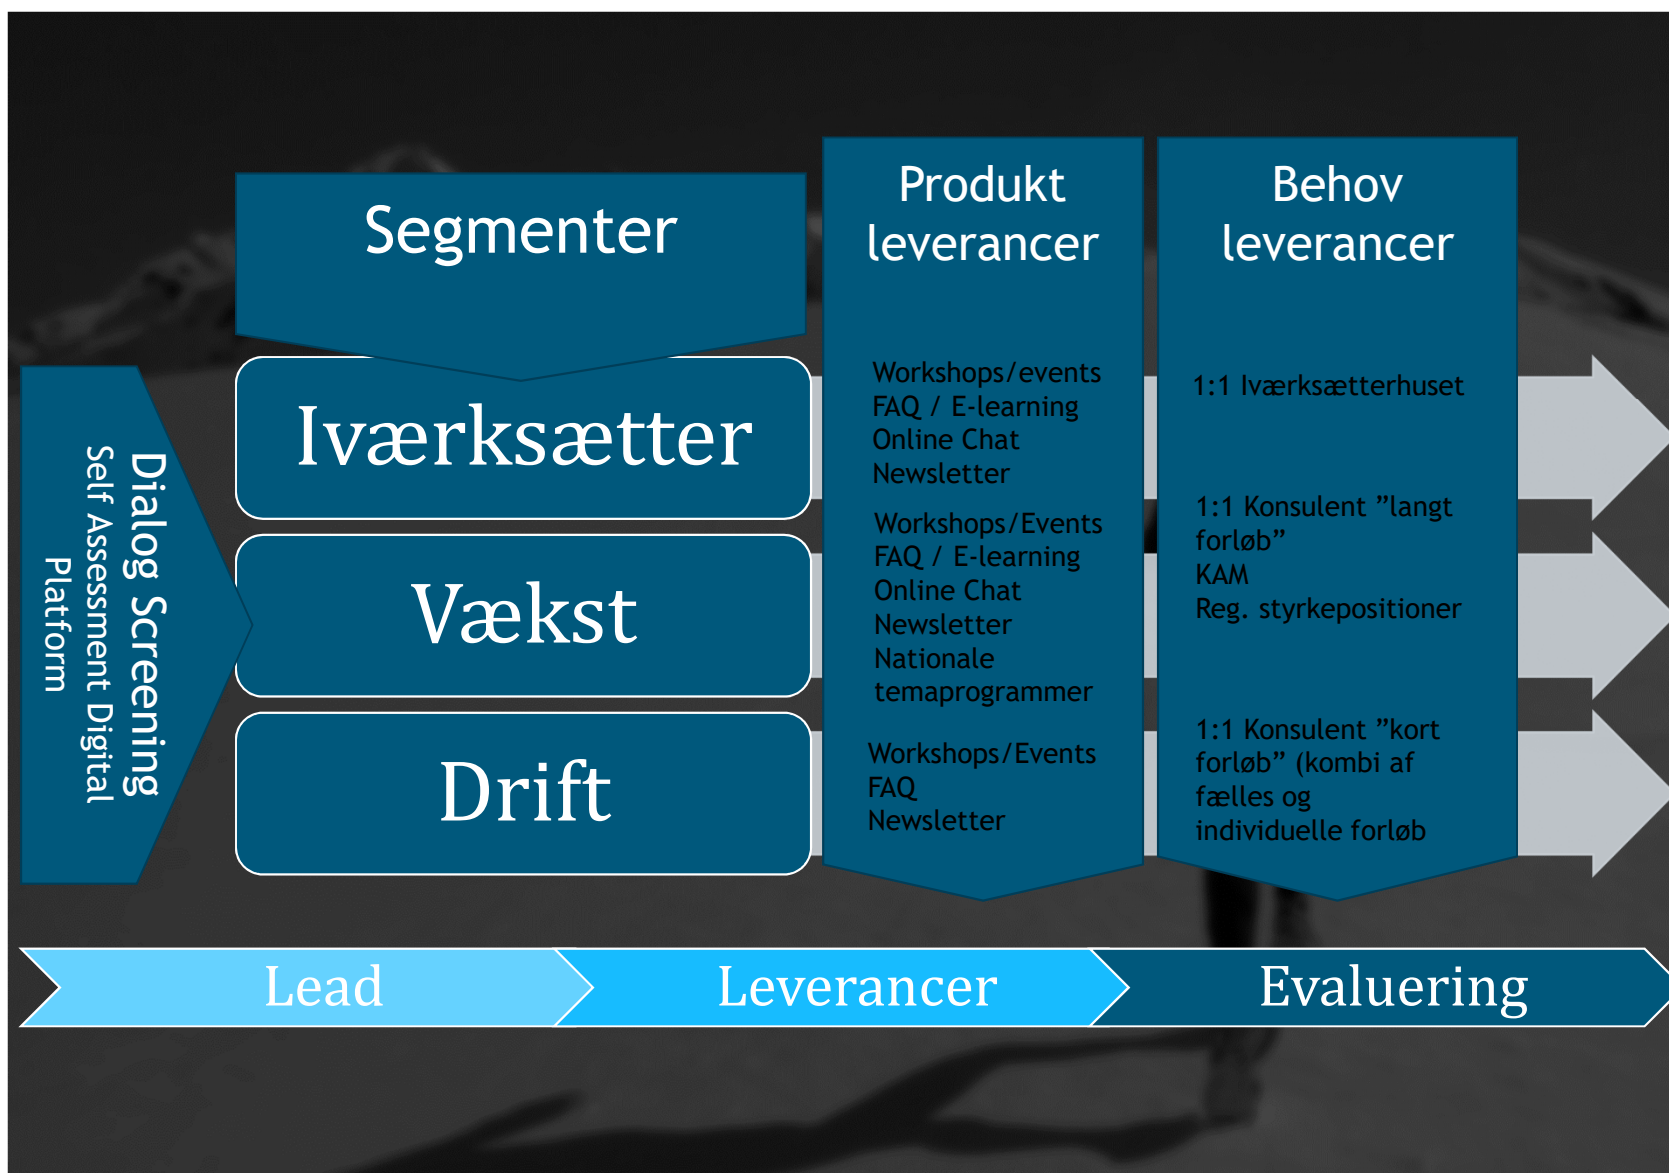 Segmenter
Produkt
leverancer
Behov
leverancer
Dialog Screening
Self Assessment Digital
Platform
Iværksætter
Workshops/events
FAQ / E-learning
Online Chat
Newsletter
1:1 Iværksætterhuset
Vækst
Workshops/Events
FAQ / E-learning
Online Chat
Newsletter
Nationale
temaprogrammer
1:1 Konsulent ”langt
forløb”
KAM
Reg. styrkepositioner
Drift
Workshops/Events
FAQ
Newsletter
1:1 Konsulent ”kort
forløb” (kombi af
fælles og
individuelle forløb
Lead
Leverancer
Evaluering